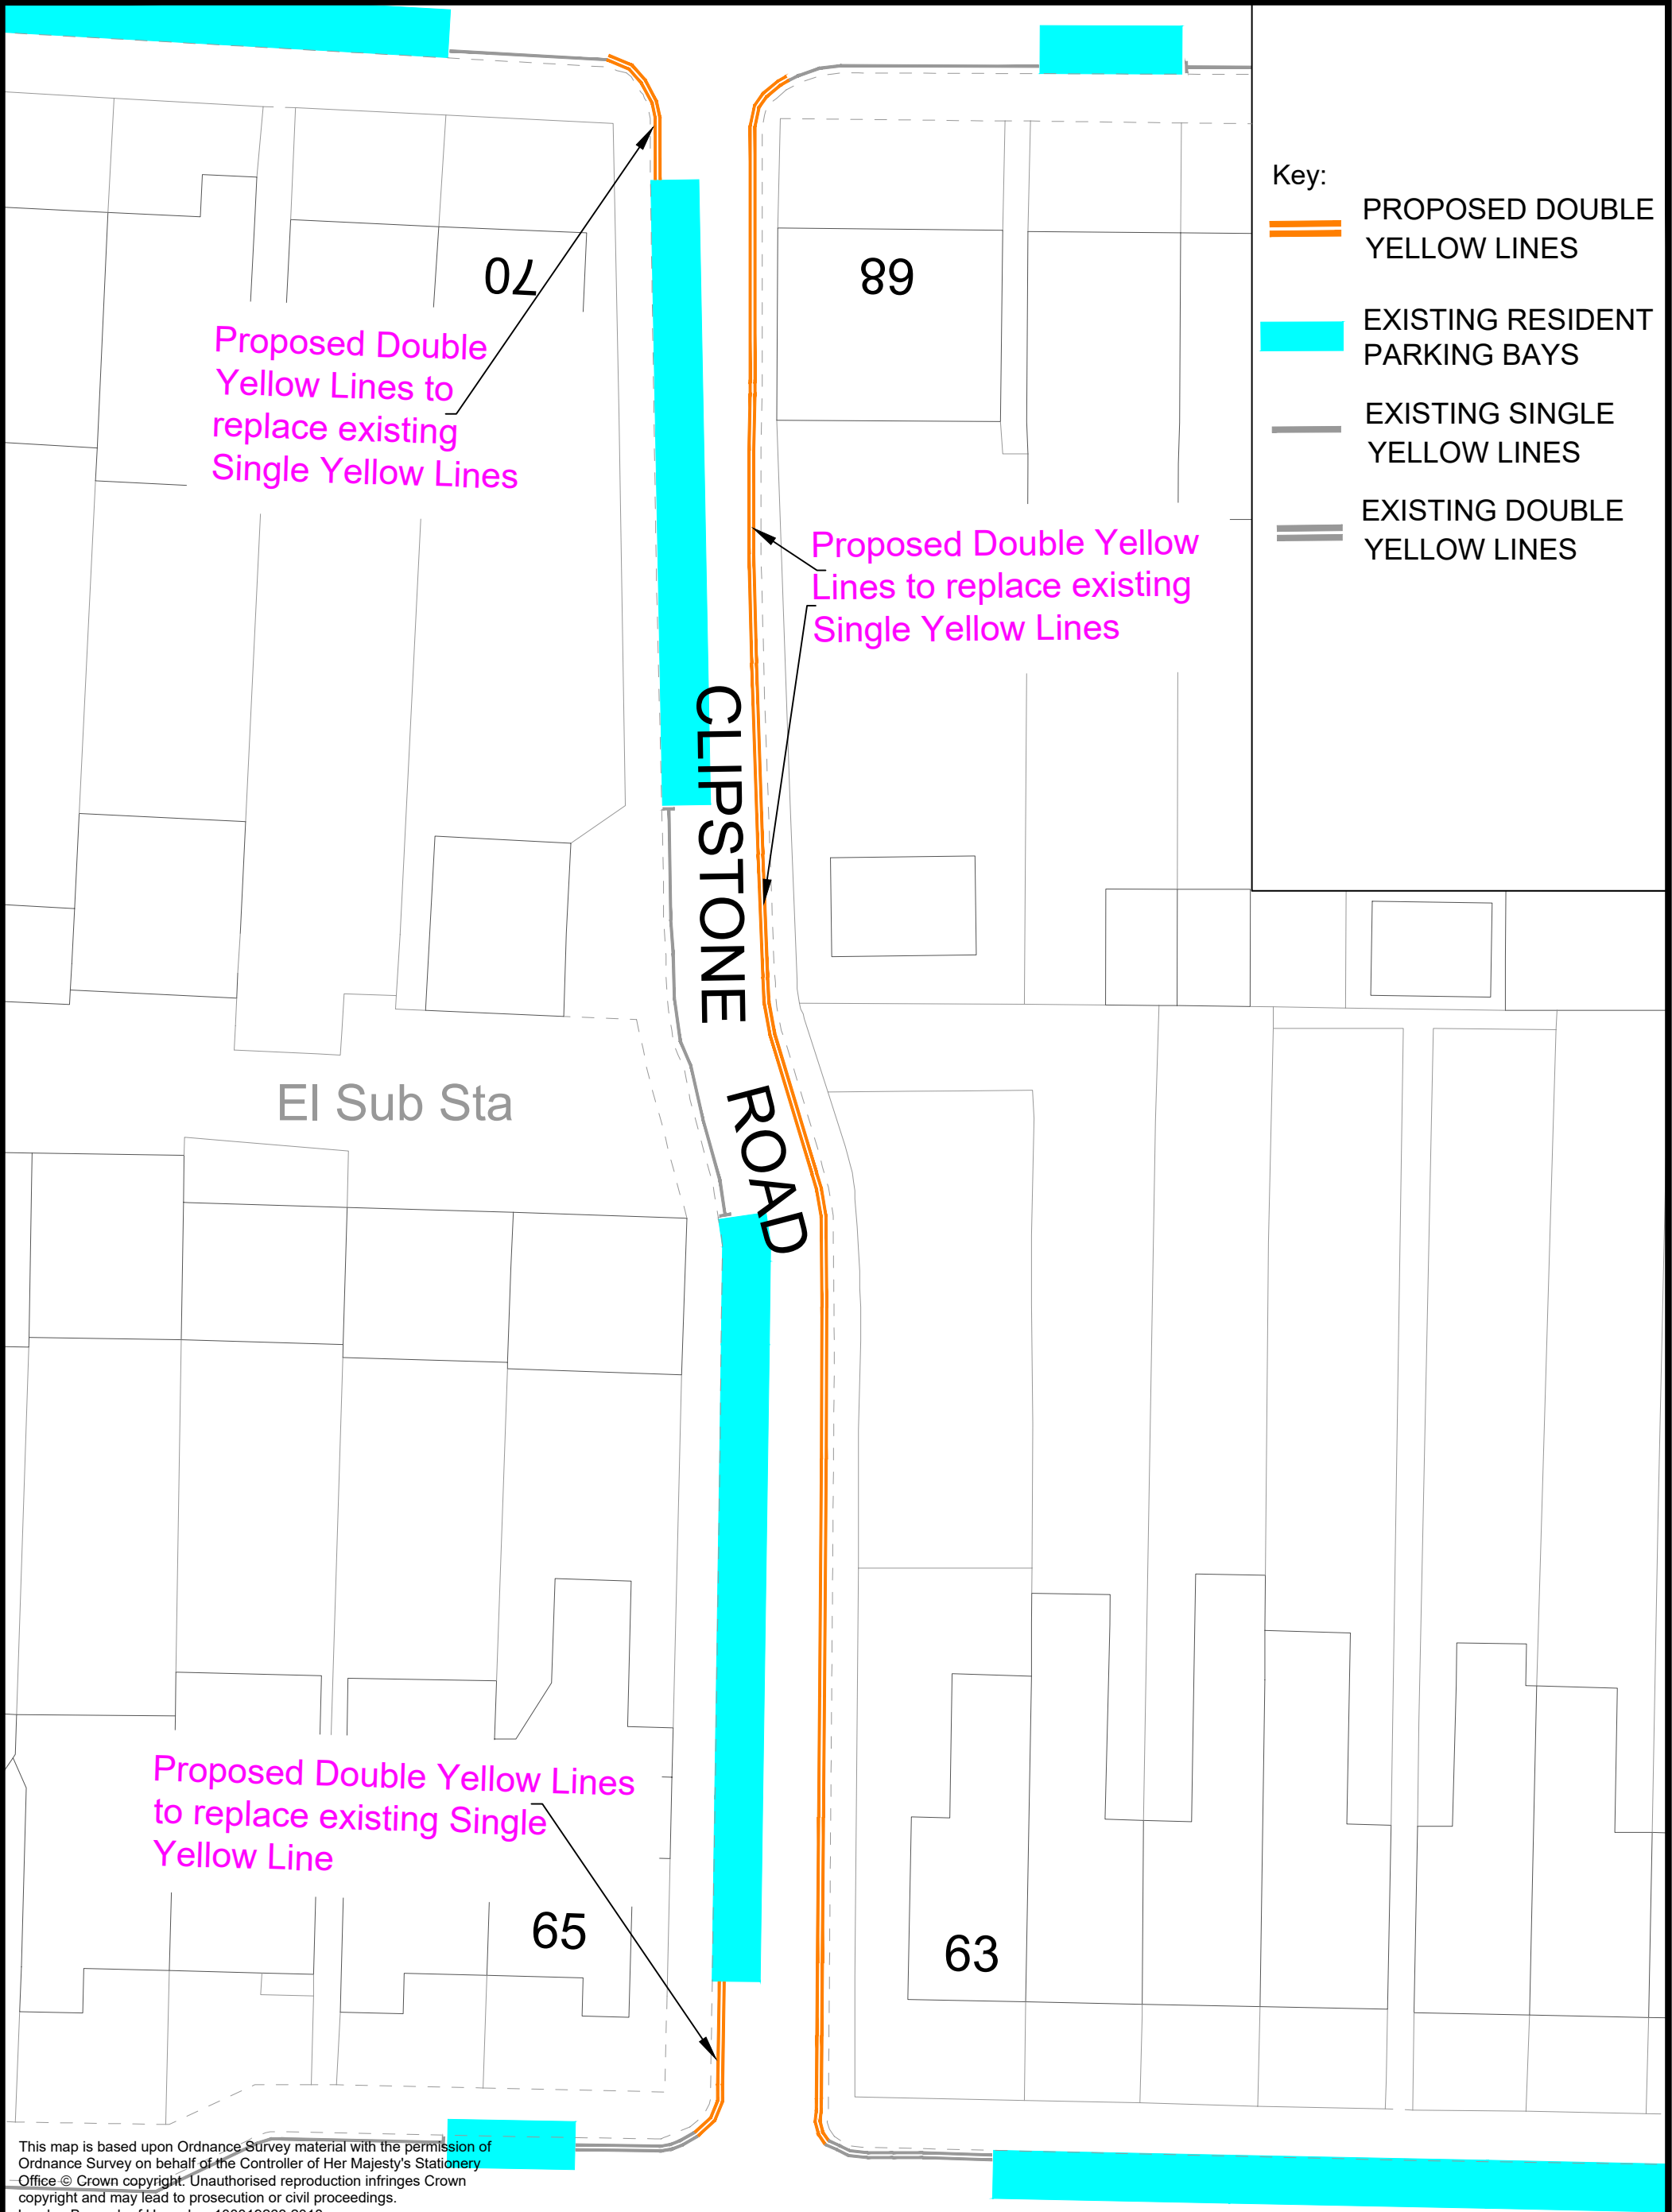 Key:
PROPOSED DOUBLE
YELLOW LINES
EXISTING RESIDENT
PARKING BAYS
EXISTING SINGLE
YELLOW LINES
EXISTING DOUBLE
YELLOW LINES
70
68
Proposed Double
Yellow Lines to
replace existing
Single Yellow Lines
Proposed Double Yellow
Lines to replace existing
Single Yellow Lines
CLIPSTONE ROAD
El Sub Sta
Proposed Double Yellow Lines
to replace existing Single
Yellow Line
65
63
This map is based upon Ordnance Survey material with the permission of
Ordnance Survey on behalf of the Controller of Her Majesty's Stationery
Office © Crown copyright. Unauthorised reproduction infringes Crown
copyright and may lead to prosecution or civil proceedings.